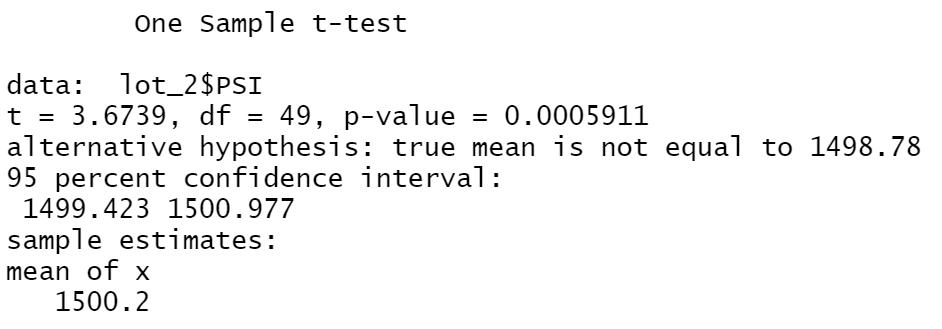 One Sample t-test
data: lot_2$PSI
t = 3.6739, df = 49, p-value = 0.0005911
alternative hypothesis: true mean is not equal to 1498.78
95 percent confidence interval:
1499.423 1500.977
sample estimates:
mean of x
1500.2